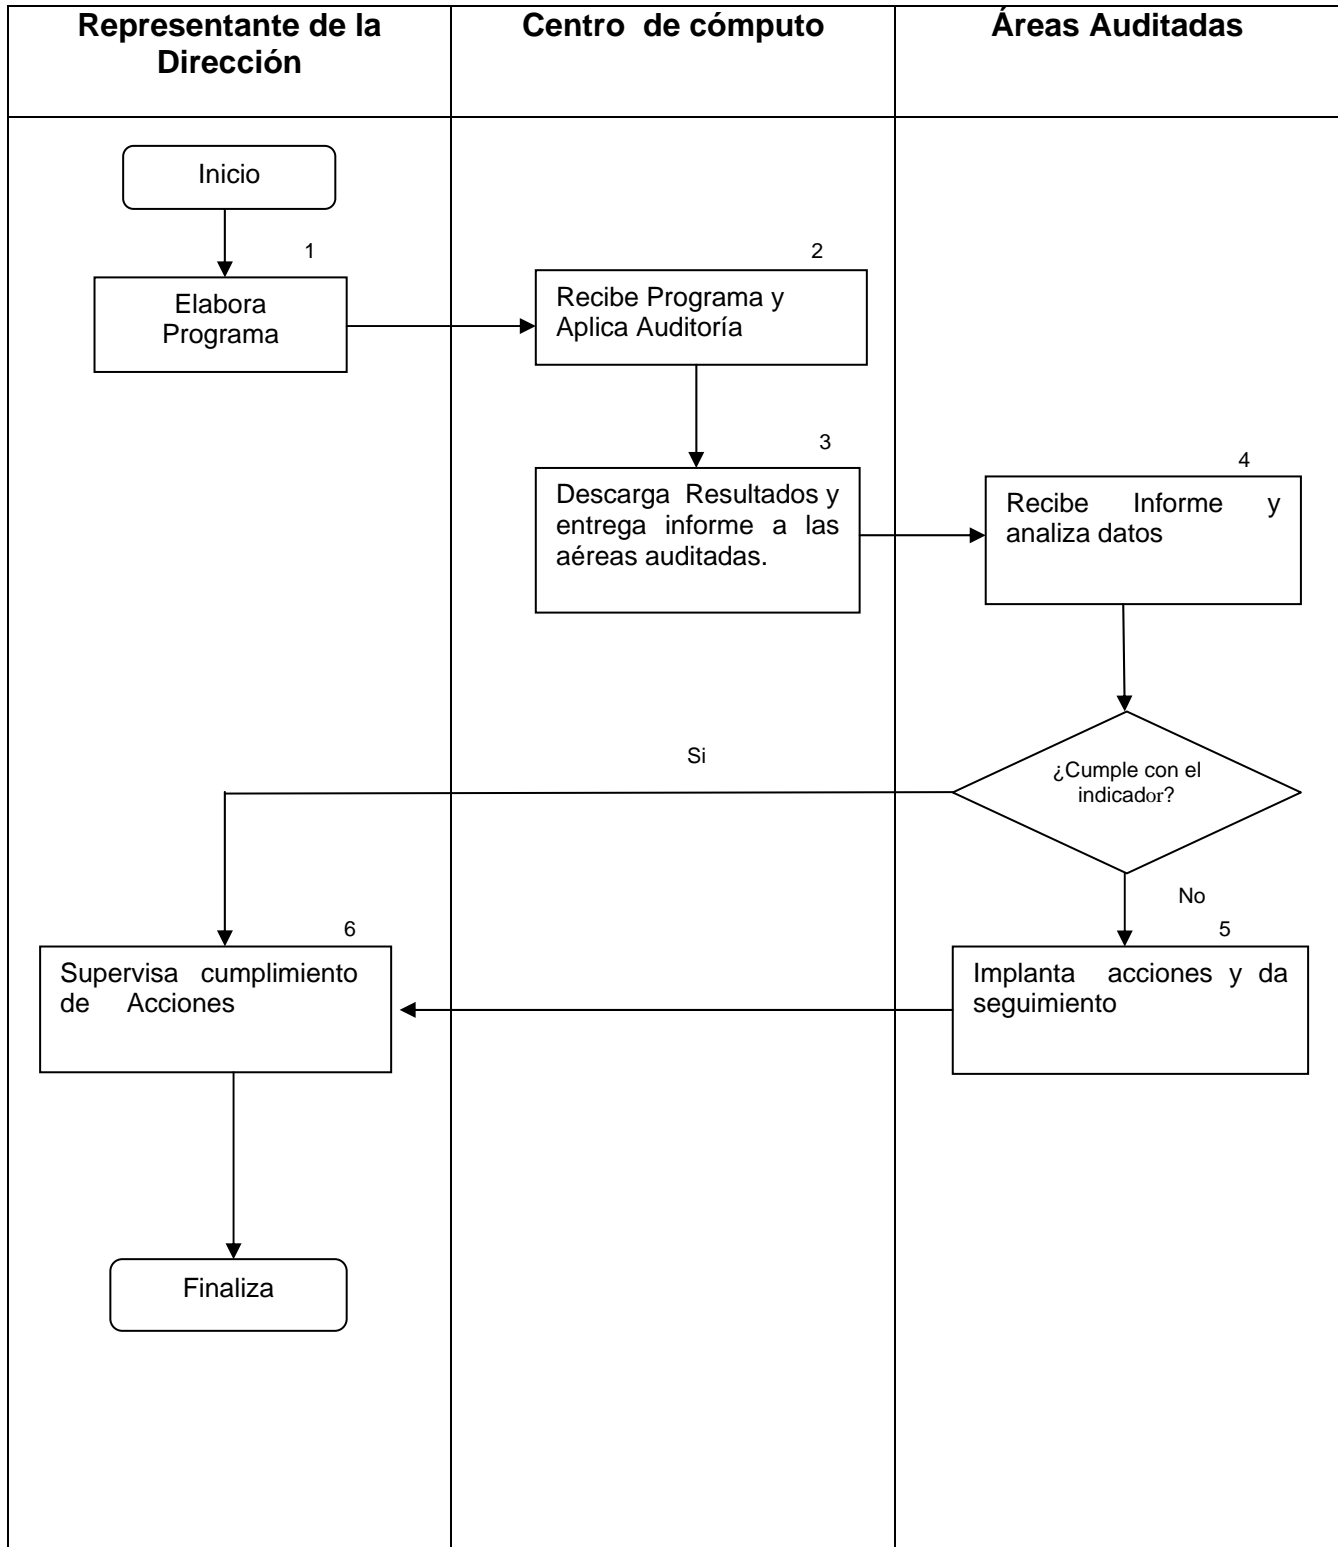 Representante de la
Dirección
Centro de cómputo
Áreas Auditadas
Inicio
1
Elabora
Programa
2
Recibe Programa y
Aplica Auditoría
3
Descarga Resultados y
entrega informe a las
aéreas auditadas.
4
Recibe Informe y
analiza datos
¿Cumple con el
indicador?
Si
No
5
Implanta acciones y da
seguimiento
6
Supervisa cumplimiento
de Acciones
Finaliza